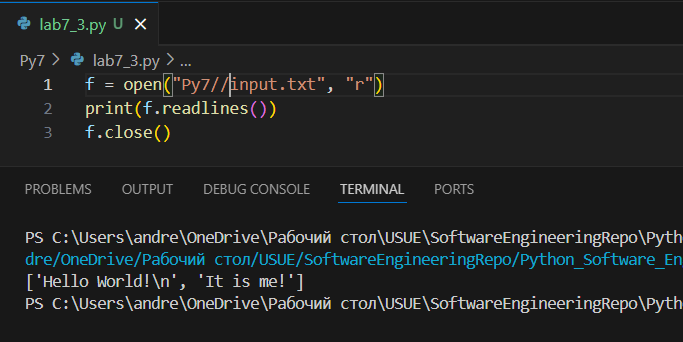 lab7_3.py U ×
Py7 > lab7_3.py > ...
1 f = open("Py7//input.txt", "r")
2 print(f.readlines())
3 f.close()
PROBLEMS OUTPUT DEBUG CONSOLE TERMINAL PORTS
PS C:\Users\andre\OneDrive\Рабочий стол\USUE\SoftwareEngineeringRepo\Pytho
dre/OneDrive/Рабочий стол/USUE/SoftwareEngineeringRepo/Python_Software_En
['Hello World!\n', 'It is me!']
PS C:\Users\andre\OneDrive\Рабочий стол\USUE\SoftwareEngineeringRepo\Pytho